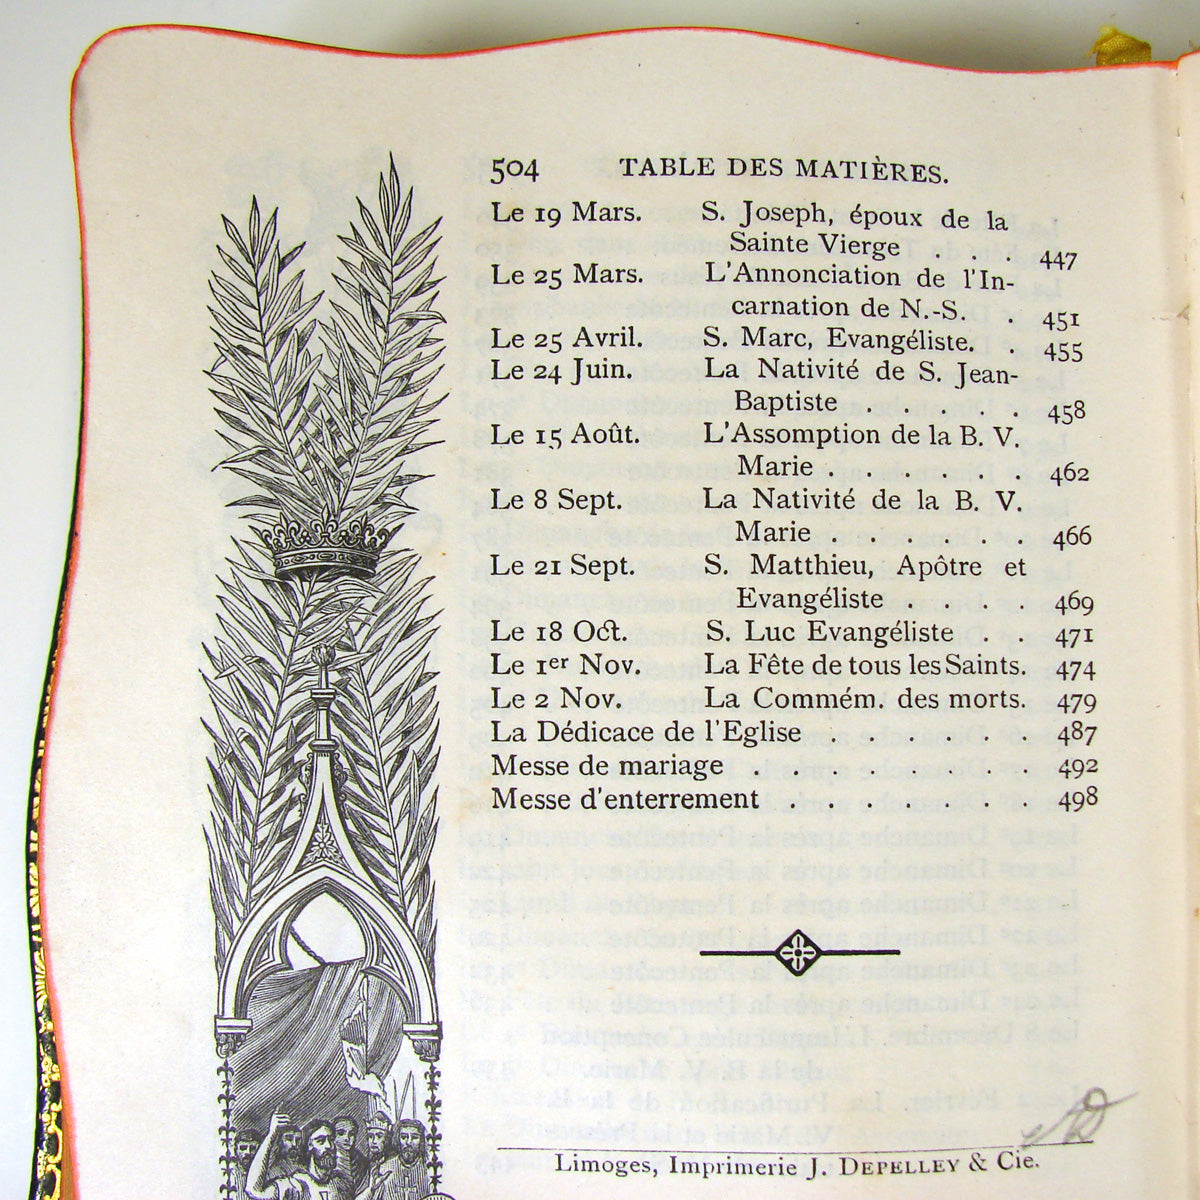 504 TABLE DES MATIÈRES.
Le 19 Mars. S. Joseph, époux de la
Sainte Vierge . . 447
Le 25 Mars. L'Annonciation de l'In-
carnation de N.-S. 451
Le 25 Avril. S. Marc, Evangéliste. 455
Le 24 Juin. La Nativité de S. Jean-
Baptiste . . . . . 458
Le 15 Août. L'Assomption de la B. V.
Marie . . . . . . 462
Le 8 Sept. La Nativité de la B. V.
Marie . . . . . . 466
Le 21 Sept. S. Matthieu, Apôtre et
Evangéliste . . . 469
Le 18 Oct. S. Luc Evangéliste . . 471
Le 1er Nov. La Fête de tous les Saints. 474
Le 2 Nov. La Commém. des morts. 479
La Dédicace de l'Eglise . . . . . 487
Messe de mariage . . . . . . . 492
Messe d'enterrement . . . . . . 498
Limoges, Imprimerie J. DEPELLEY & Cie.